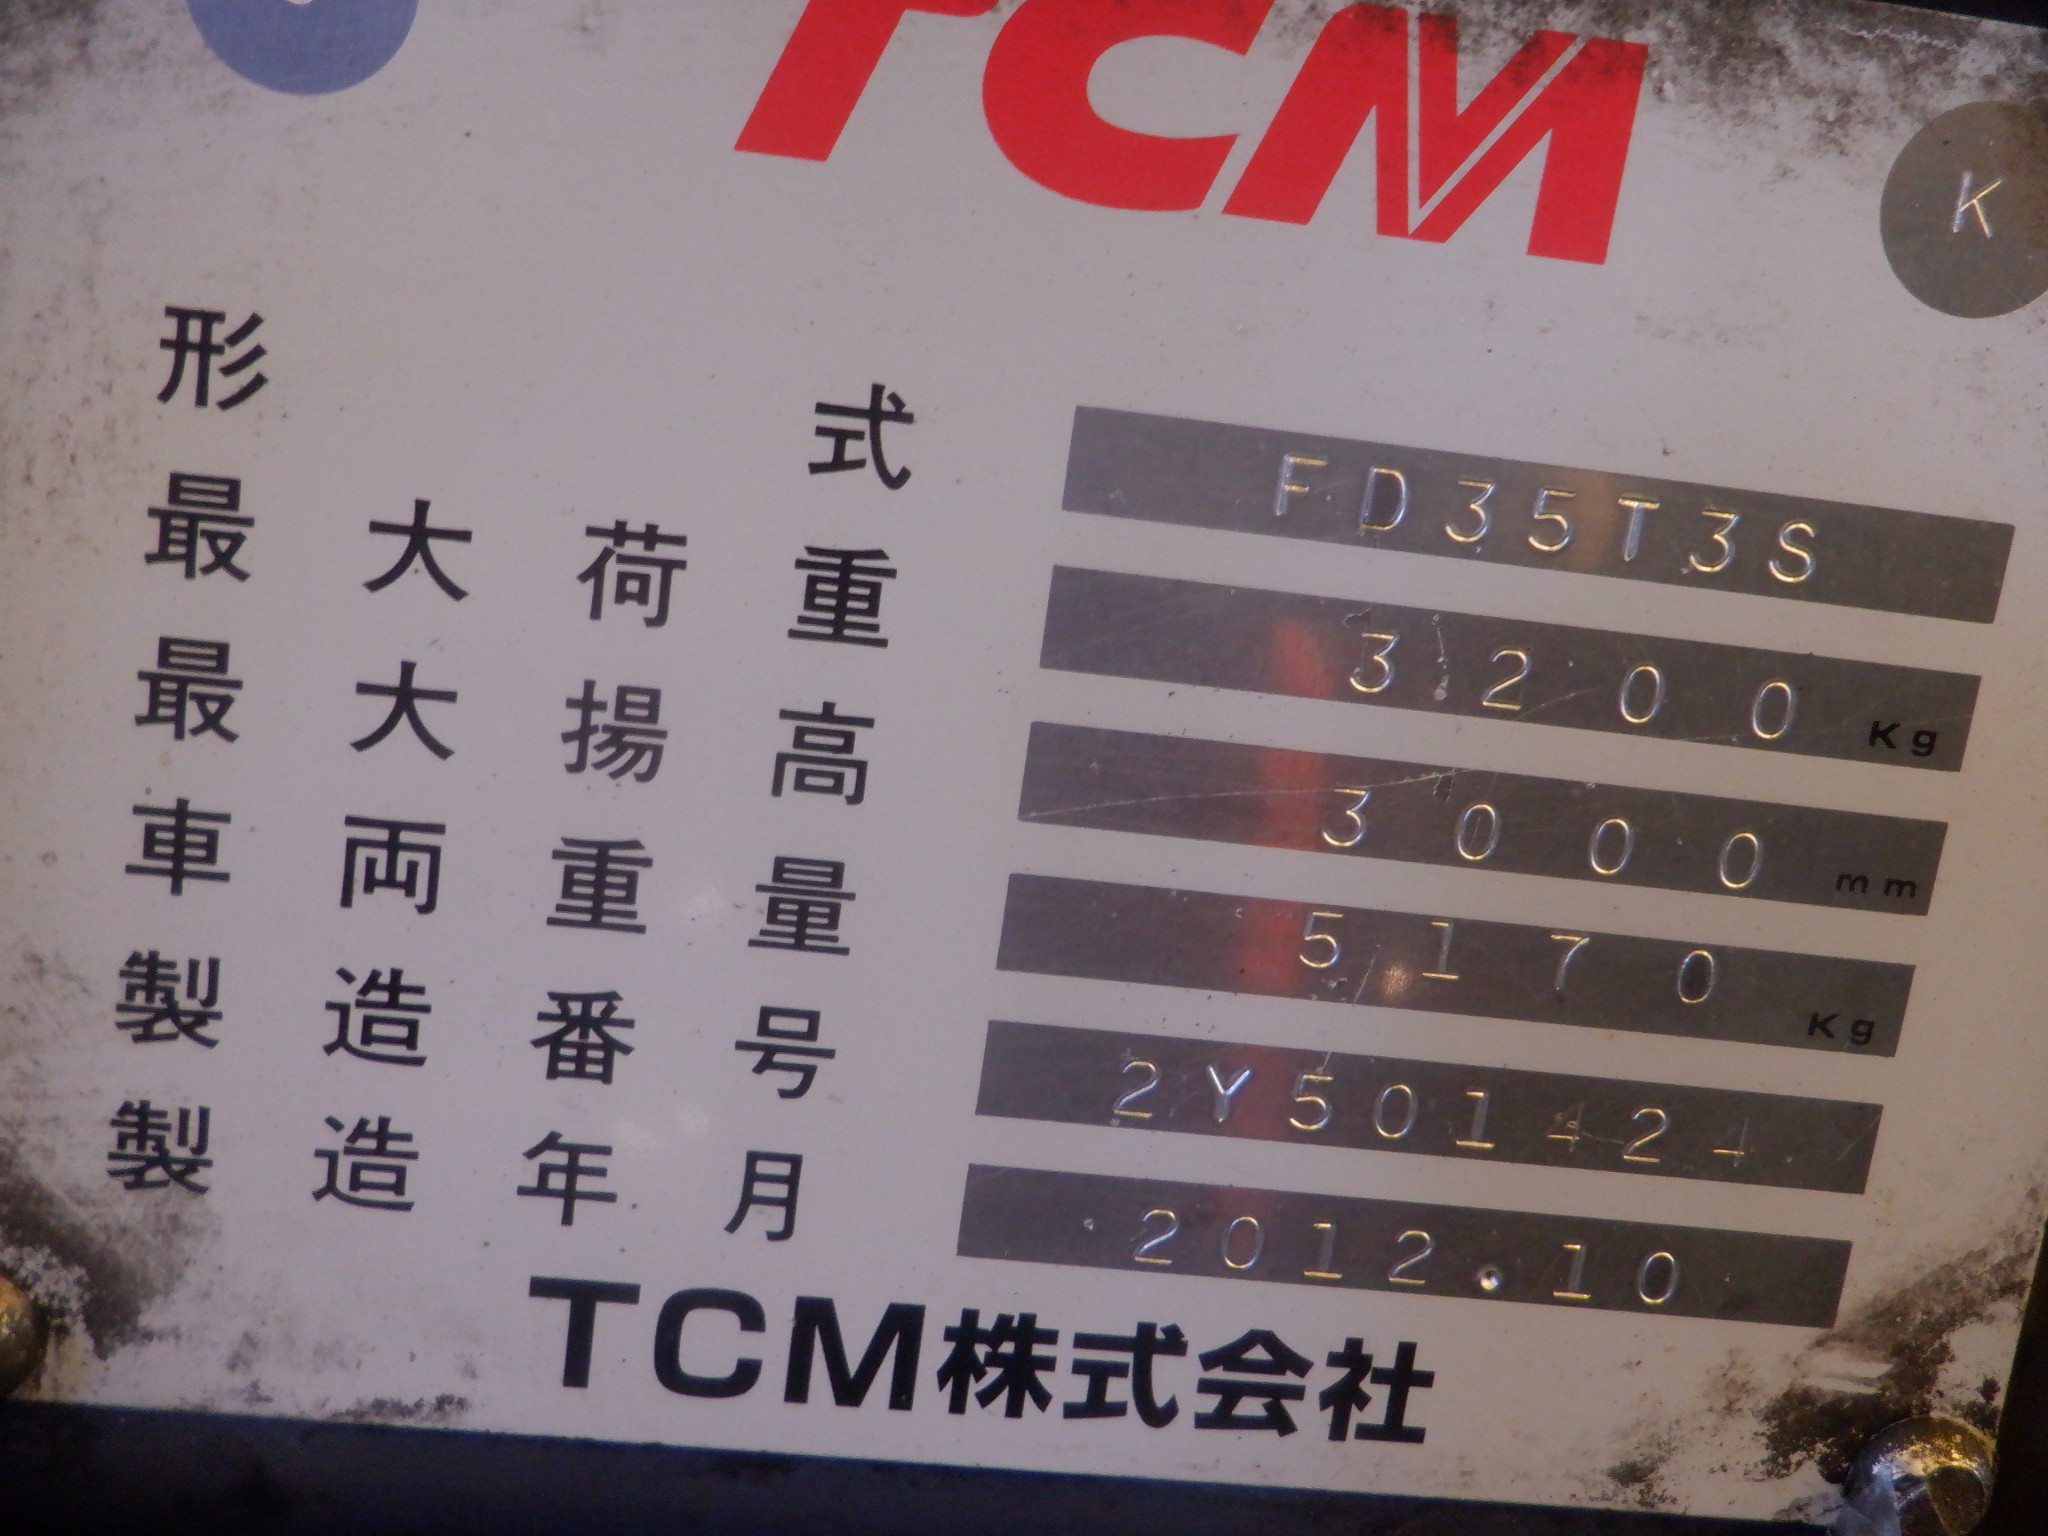 TCM
K
形式 FD35T3S
最大荷重 3200 Kg
最大揚高 3000 mm
車両重量 5170 Kg
製造番号 2Y501424
製造年月 2012.10
TCM株式会社